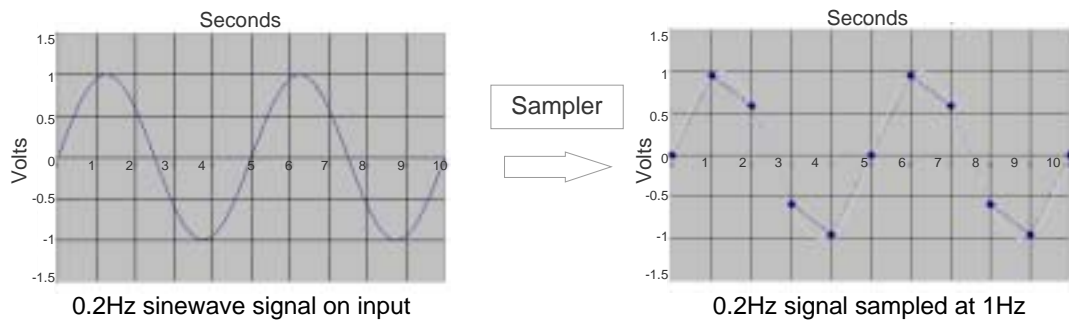 Seconds
1.5
1
0.5
0
-0.5
-1
-1.5
Volts
1 2 3 4 5 6 7 8 9 10
0.2Hz sinewave signal on input
Sampler
Seconds
1.5
1
0.5
0
-0.5
-1
-1.5
Volts
1 2 3 4 5 6 7 8 9 10
0.2Hz signal sampled at 1Hz